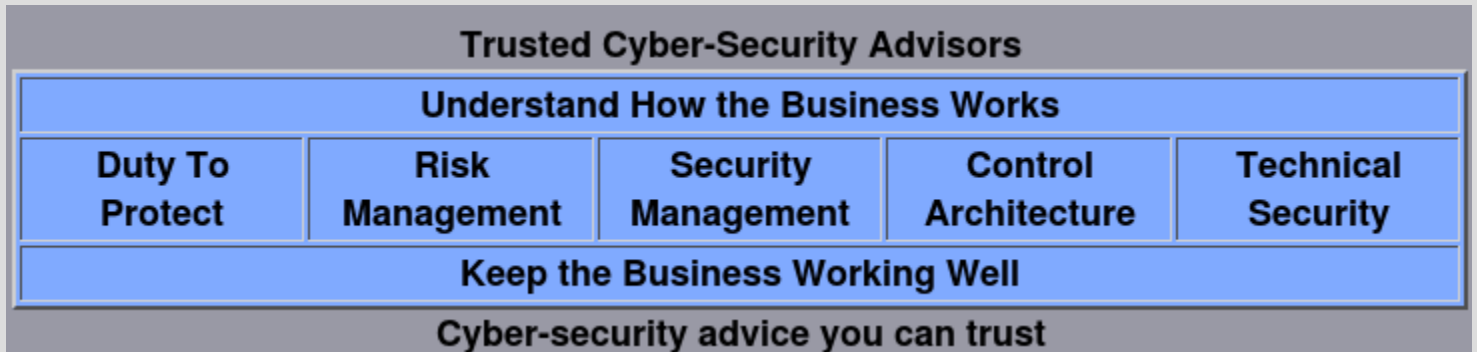 Trusted Cyber-Security Advisors
Understand How the Business Works
Duty To
Protect
Risk
Management
Security
Management
Control
Architecture
Technical
Security
Keep the Business Working Well
Cyber-security advice you can trust